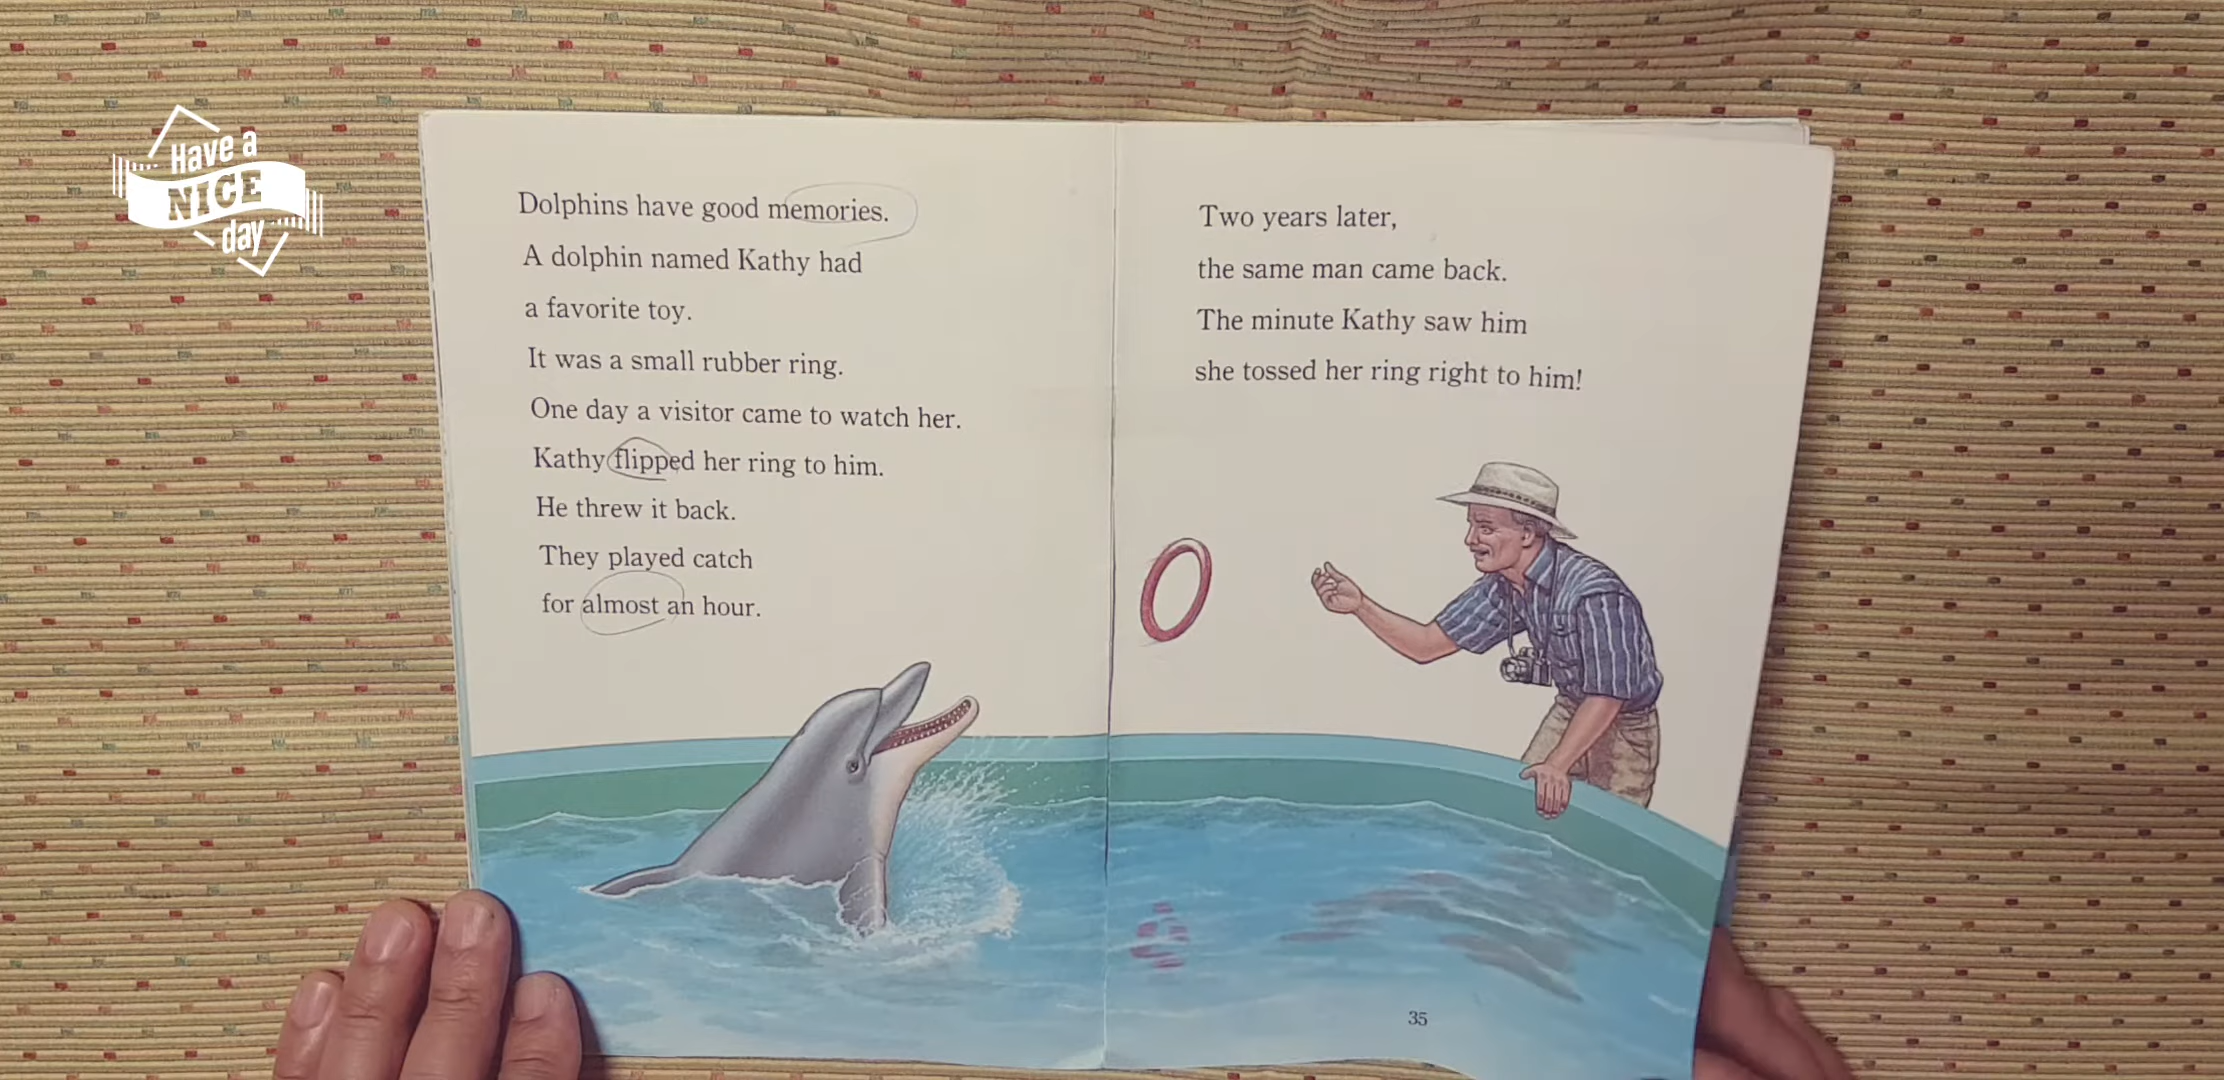 Have a
NICE
day
Dolphins have good memories.
A dolphin named Kathy had
a favorite toy.
It was a small rubber ring.
One day a visitor came to watch her.
Kathy flipped her ring to him.
He threw it back.
They played catch
for almost an hour.
Two years later,
the same man came back.
The minute Kathy saw him
she tossed her ring right to him!
35